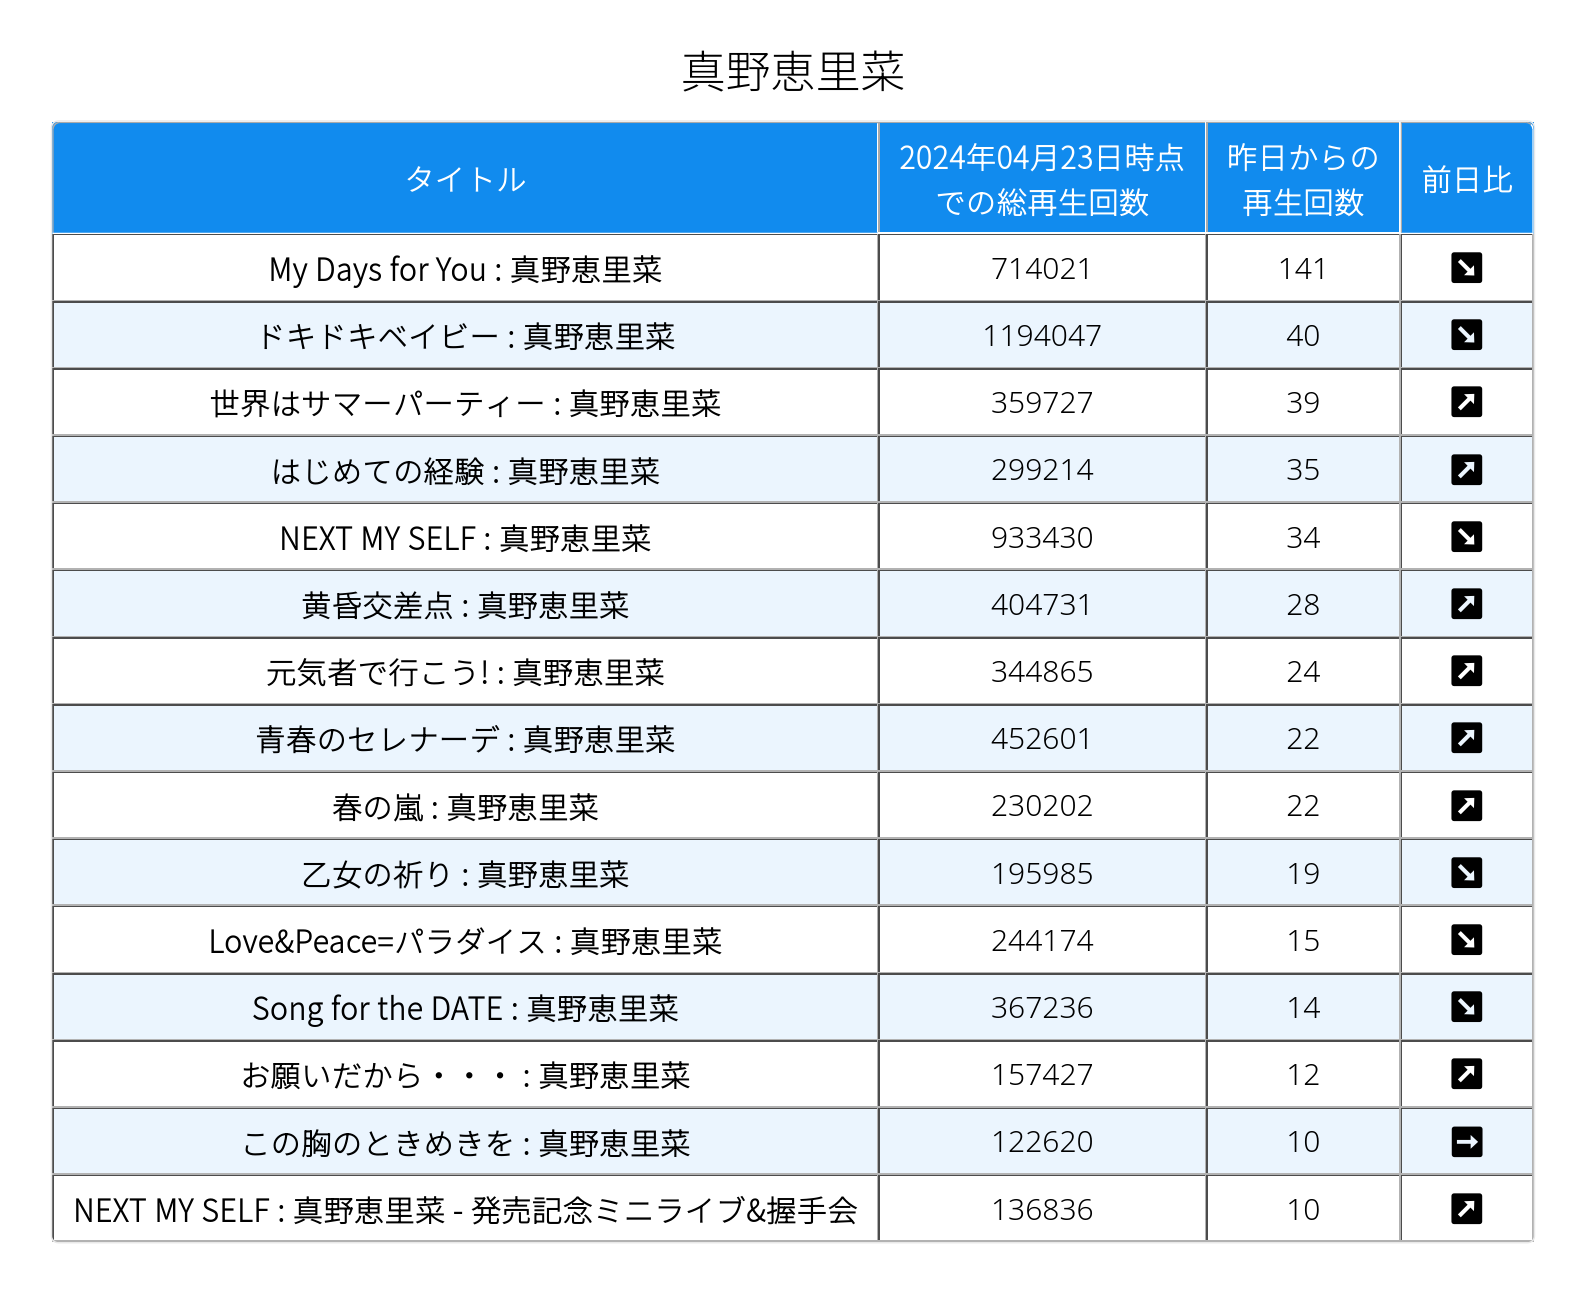 真野恵里菜
タイトル
2024年04月23日時点
での総再生回数
昨日からの
再生回数
前日比
My Days for You : 真野恵里菜 714021 141
ドキドキベイビー : 真野恵里菜 1194047 40
世界はサマーパーティー : 真野恵里菜 359727 39
はじめての経験 : 真野恵里菜 299214 35
NEXT MY SELF : 真野恵里菜 933430 34
黄昏交差点 : 真野恵里菜 404731 28
元気者で行こう! : 真野恵里菜 344865 24
青春のセレナーデ : 真野恵里菜 452601 22
春の嵐 : 真野恵里菜 230202 22
乙女の祈り : 真野恵里菜 195985 19
Love&Peace=パラダイス : 真野恵里菜 244174 15
Song for the DATE : 真野恵里菜 367236 14
お願いだから・・・ : 真野恵里菜 157427 12
この胸のときめきを : 真野恵里菜 122620 10
NEXT MY SELF : 真野恵里菜 - 発売記念ミニライブ&握手会 136836 10